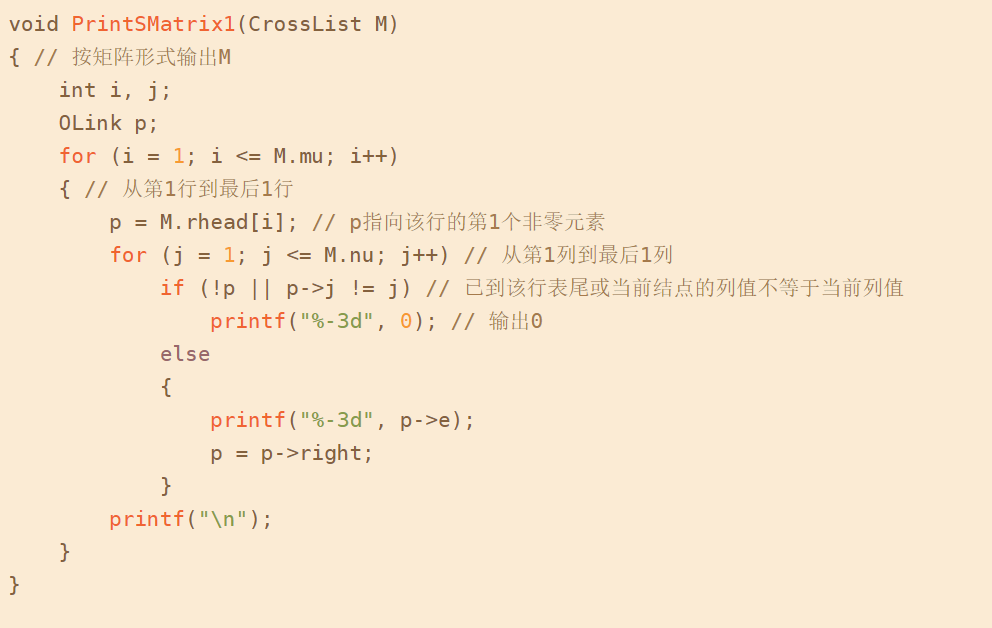 void PrintSMatrix1(CrossList M)
{ // 按矩阵形式输出M
    int i, j;
    OLink p;
    for (i = 1; i <= M.mu; i++)
    { // 从第1行到最后1行
        p = M.rhead[i]; // p指向该行的第1个非零元素
        for (j = 1; j <= M.nu; j++) // 从第1列到最后1列
            if (!p || p->j != j) // 已到该行表尾或当前结点的列值不等于当前列值
                printf("%-3d", 0); // 输出0
            else
            {
                printf("%-3d", p->e);
                p = p->right;
            }
        printf("\n");
    }
}